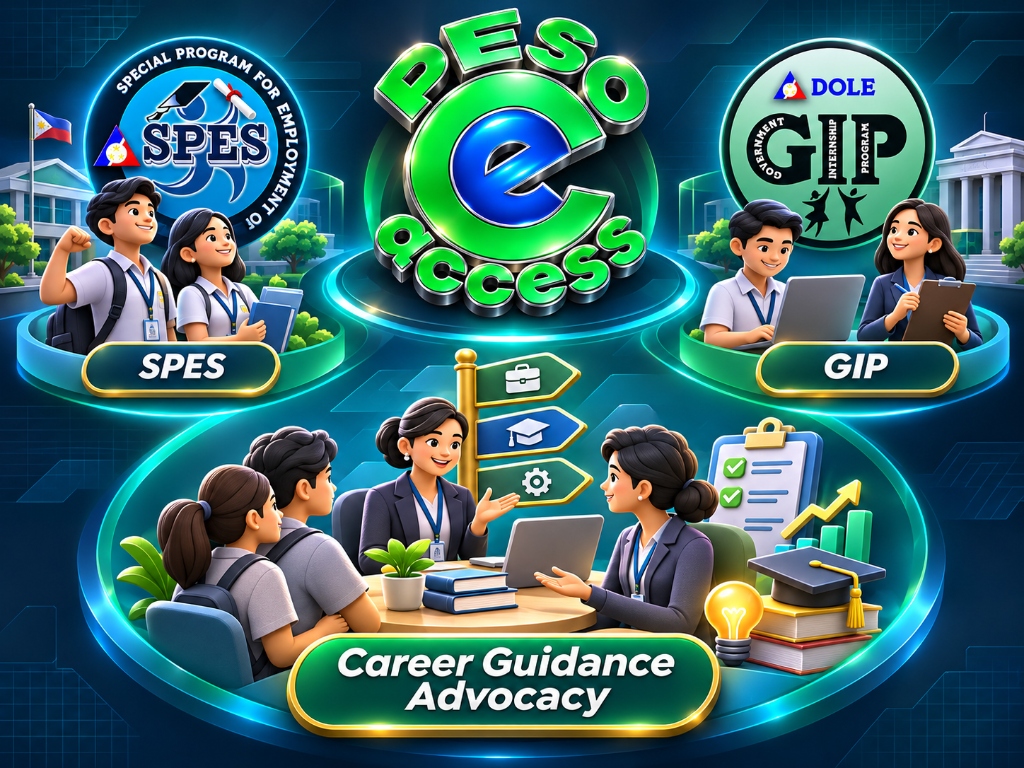 PESO
e
access
SPECIAL PROGRAM FOR EMPLOYMENT OF
SPES
DOLE
GOVERNMENT
INTERNSHIP
PROGRAM
GIP
SPES
GIP
Career Guidance
Advocacy